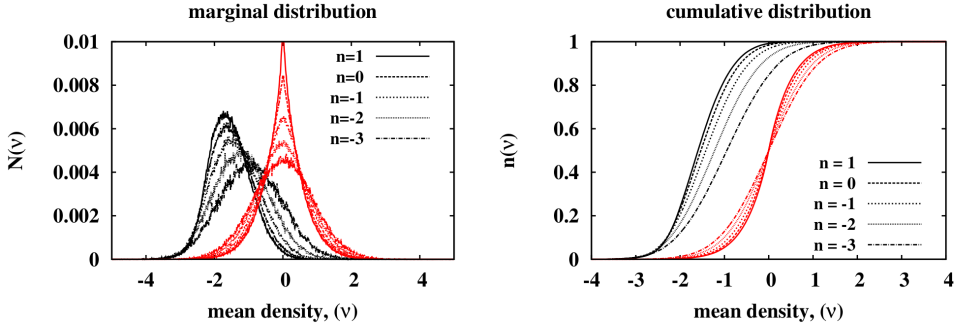 marginal distribution
0.01
0.008
0.006
0.004
0.002
0
-4
-2
0
2
4
N(ν)
mean density, (ν)
n=1
n=0
n=-1
n=-2
n=-3
cumulative distribution
1
0.8
0.6
0.4
0.2
0
-4
-3
-2
-1
0
1
2
3
4
n(ν)
mean density, (ν)
n = 1
n = 0
n = -1
n = -2
n = -3